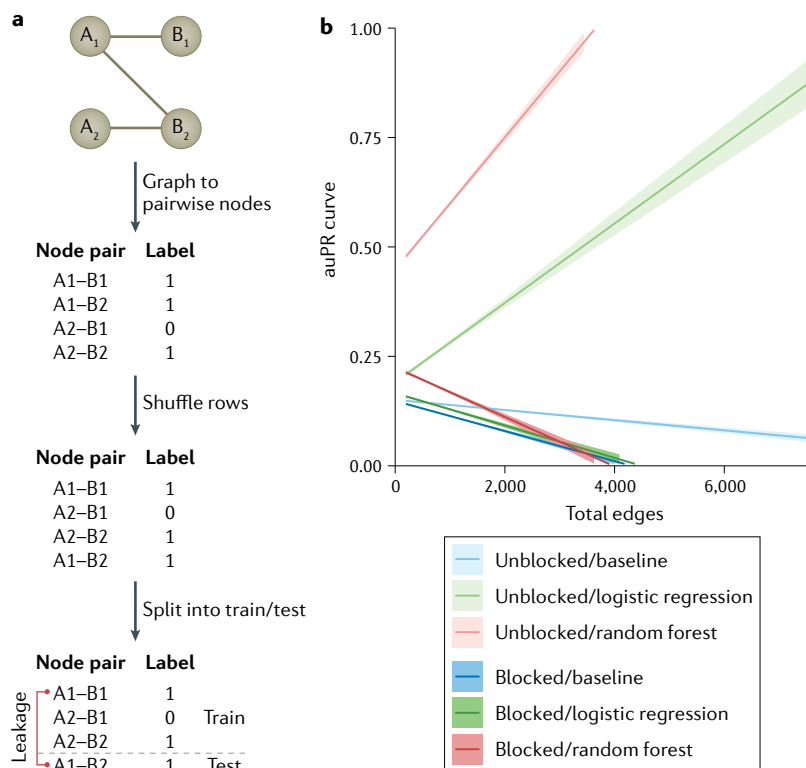 a
A1 B1
A2 B2
Graph to
pairwise nodes
Node pair Label
A1–B1 1
A1–B2 1
A2–B1 0
A2–B2 1
Shuffle rows
Node pair Label
A1–B1 1
A2–B1 0
A2–B2 1
A1–B2 1
Split into train/test
Node pair Label
A1–B1 1
A2–B1 0 Train
A2–B2 1
A1–B2 1 Test
Leakage
b
1.00
0.75
0.50
0.25
0.00
auPR curve
0 2,000 4,000 6,000
Total edges
Unblocked/baseline
Unblocked/logistic regression
Unblocked/random forest
Blocked/baseline
Blocked/logistic regression
Blocked/random forest